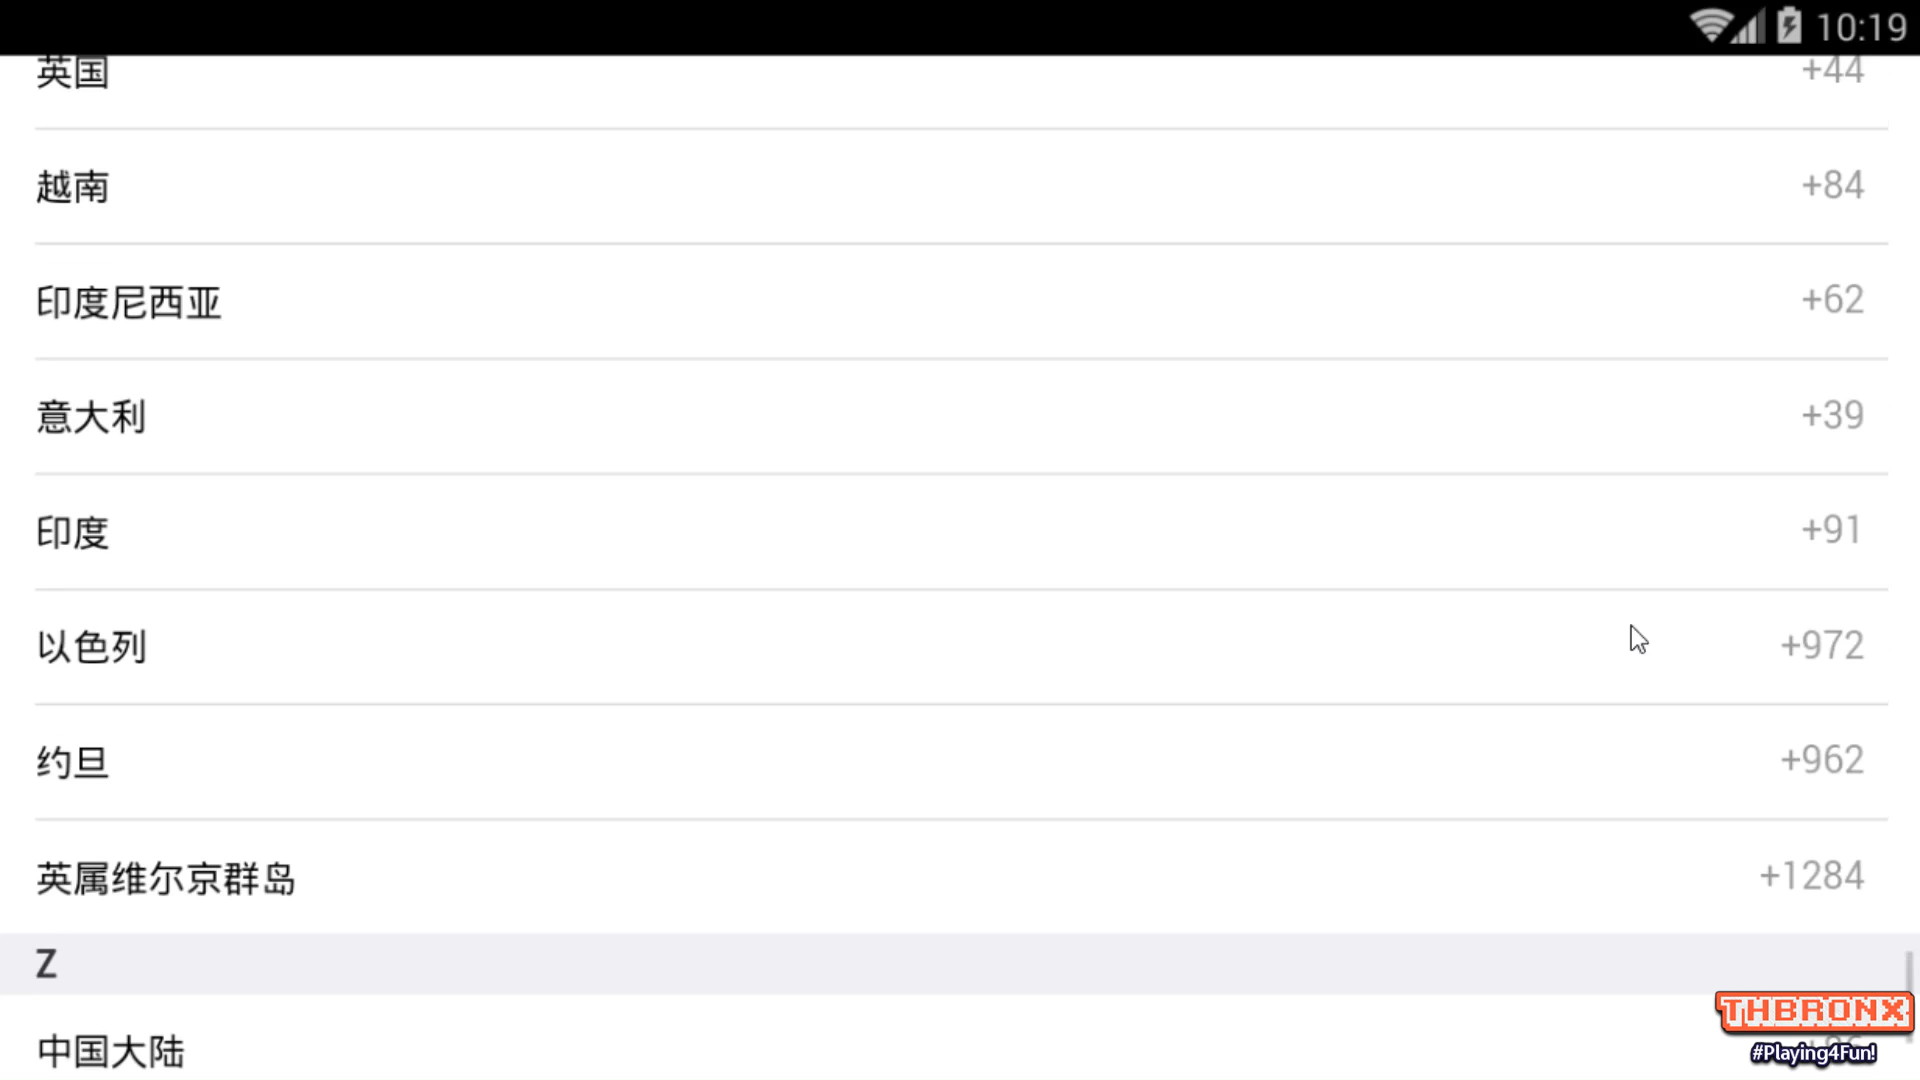 10:19
英国 +44
越南 +84
印度尼西亚 +62
意大利 +39
印度 +91
以色列 +972
约旦 +962
英属维尔京群岛 +1284
Z
中国大陆
THBRONX
#Playing4Fun!